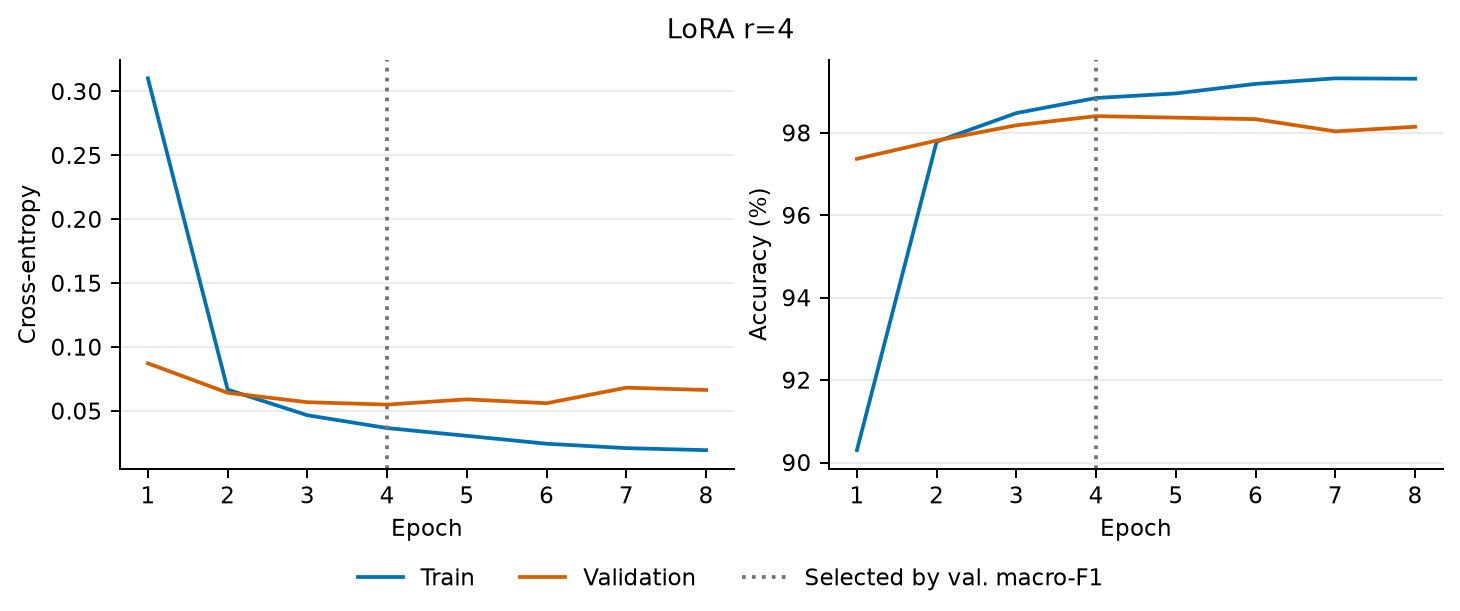 LoRA r=4
Cross-entropy
0.30
0.25
0.20
0.15
0.10
0.05
1 2 3 4 5 6 7 8
Epoch
Accuracy (%)
98
96
94
92
90
1 2 3 4 5 6 7 8
Epoch
Train Validation Selected by val. macro-F1